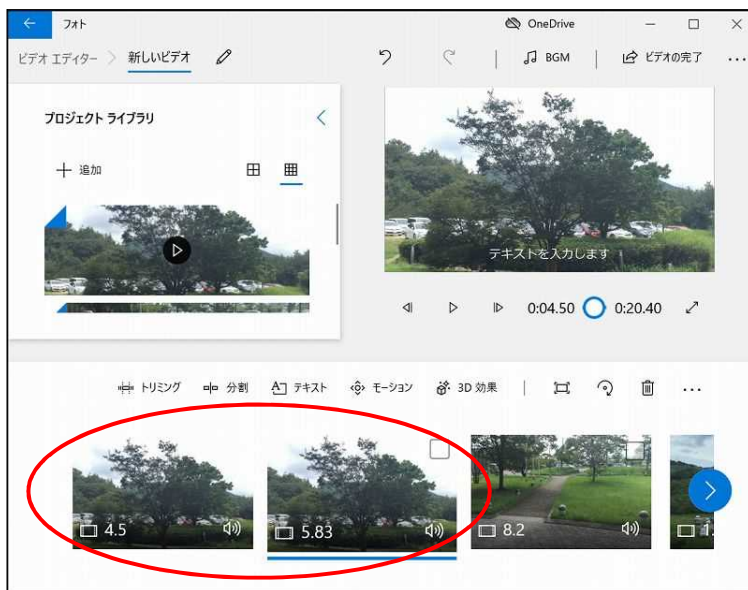 フォト
OneDrive
ビデオ エディター
新しいビデオ
BGM
ビデオの完了
プロジェクト ライブラリ
追加
テキストを入力します
0:04.50
0:20.40
トリミング
分割
テキスト
モーション
3D 効果
4.5
5.83
8.2